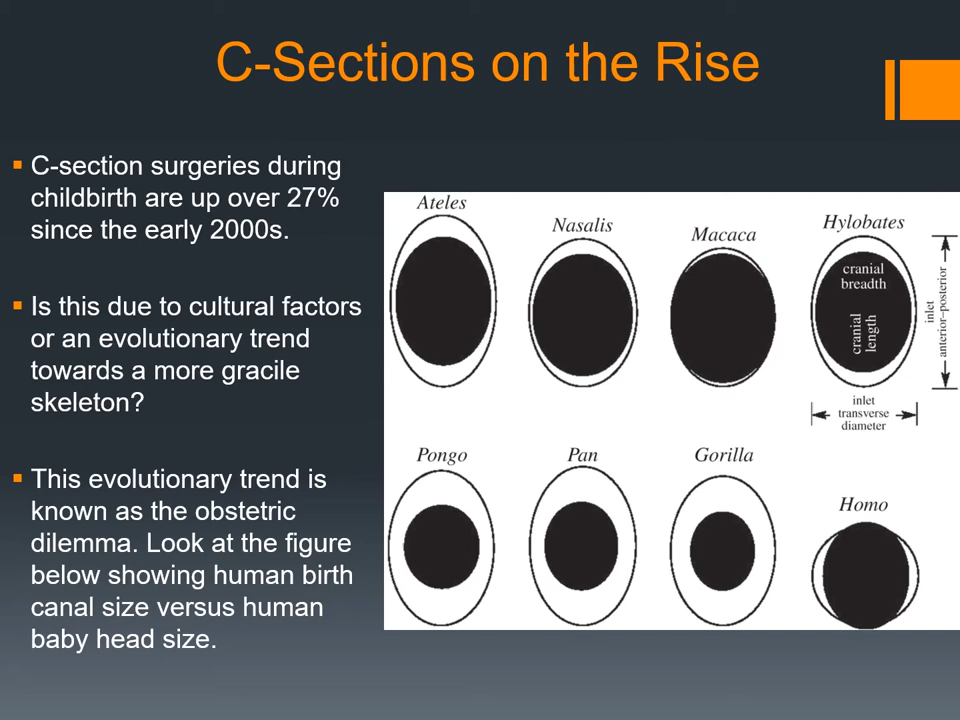 C-Sections on the Rise
C-section surgeries during
childbirth are up over 27%
since the early 2000s.
Is this due to cultural factors
or an evolutionary trend
towards a more gracile
skeleton?
This evolutionary trend is
known as the obstetric
dilemma. Look at the figure
below showing human birth
canal size versus human
baby head size.
Ateles
Nasalis
Macaca
Hylobates
cranial
breadth
cranial
length
inlet
anterior–posterior
inlet
transverse
diameter
Pongo
Pan
Gorilla
Homo